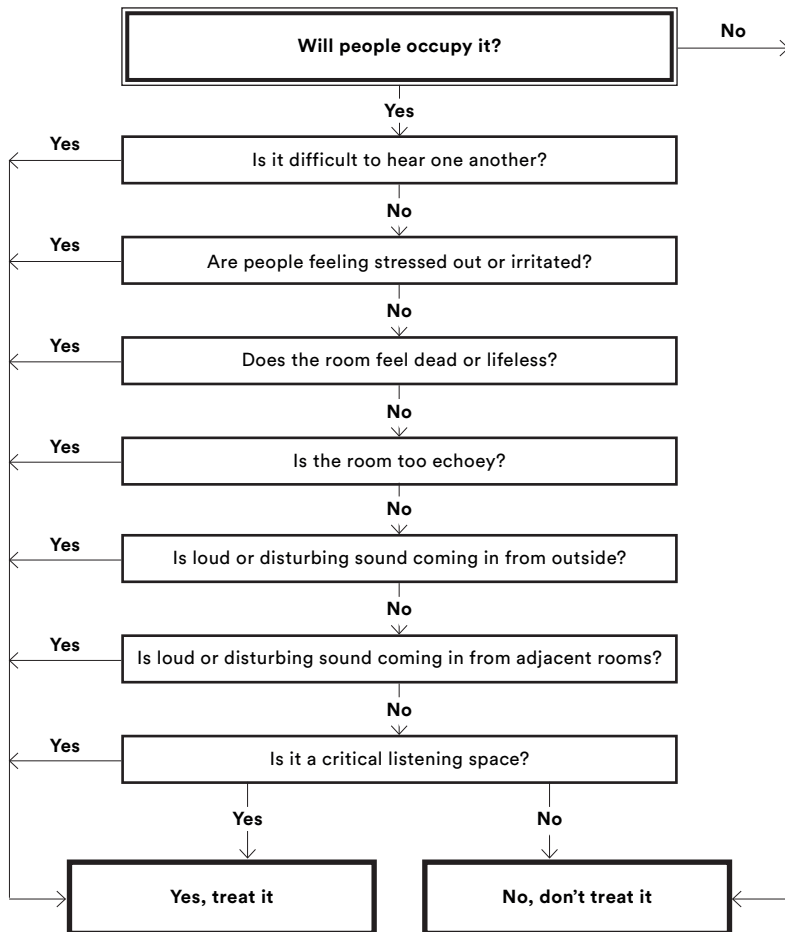 Will people occupy it?
No
Yes
Yes
Is it difficult to hear one another?
No
Yes
Are people feeling stressed out or irritated?
No
Yes
Does the room feel dead or lifeless?
No
Yes
Is the room too echoey?
No
Yes
Is loud or disturbing sound coming in from outside?
No
Yes
Is loud or disturbing sound coming in from adjacent rooms?
No
Yes
Is it a critical listening space?
Yes
No
Yes, treat it
No, don’t treat it